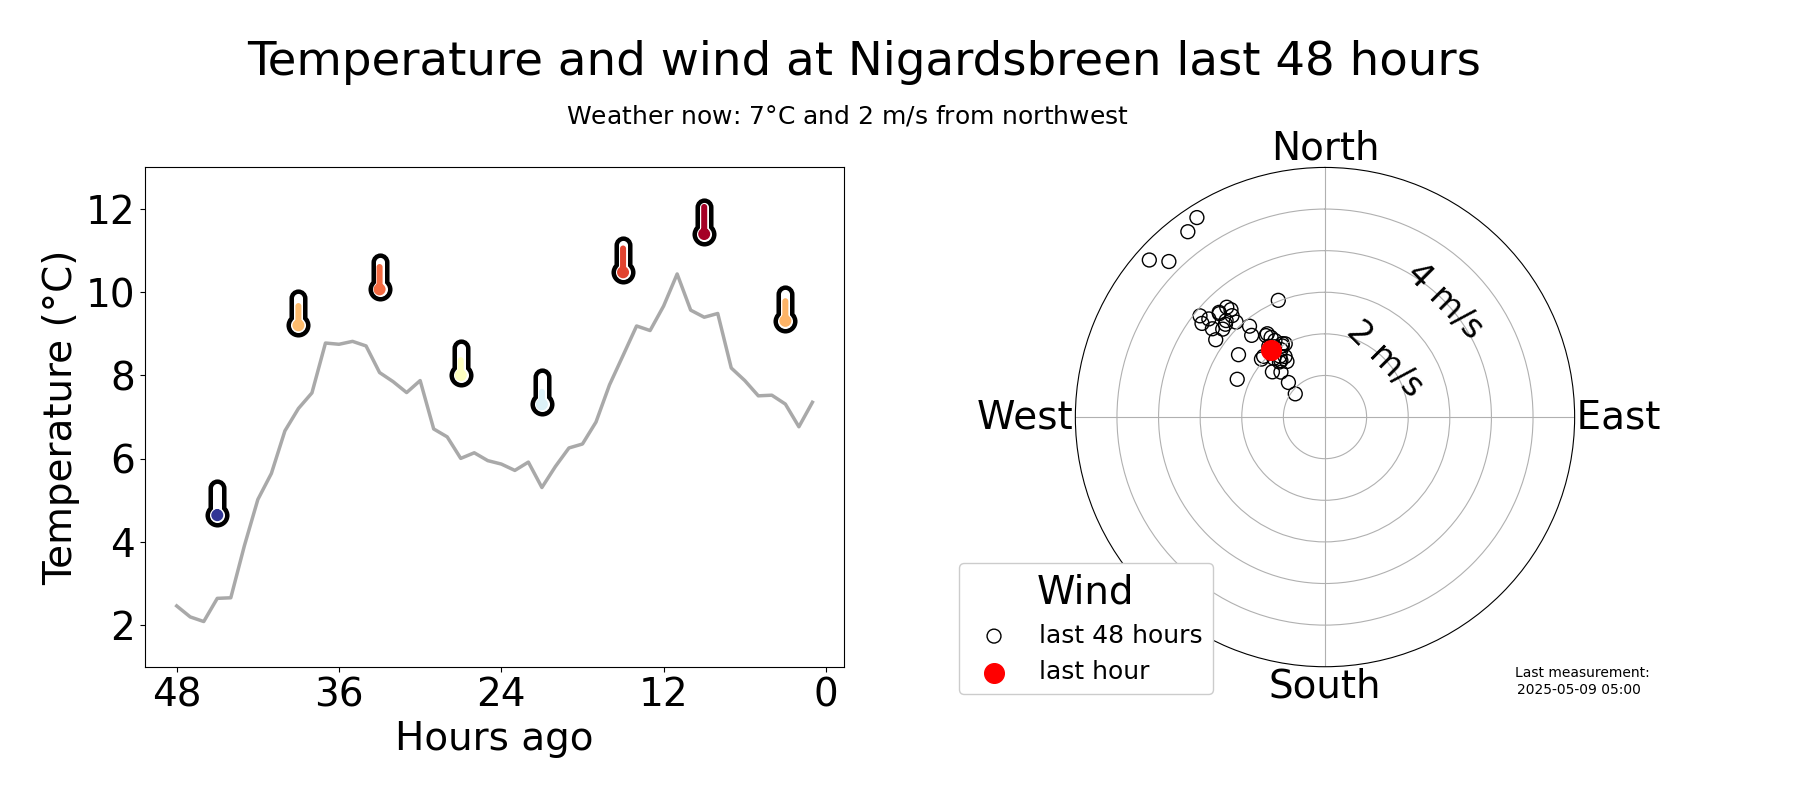 Temperature and wind at Nigardsbreen last 48 hours
Weather now: 7°C and 2 m/s from northwest
Temperature (°C)
12
10
8
6
4
2
48
36
24
12
0
Hours ago
North
West
East
South
4 m/s
2 m/s
Wind
last 48 hours
last hour
Last measurement:
2025-05-09 05:00